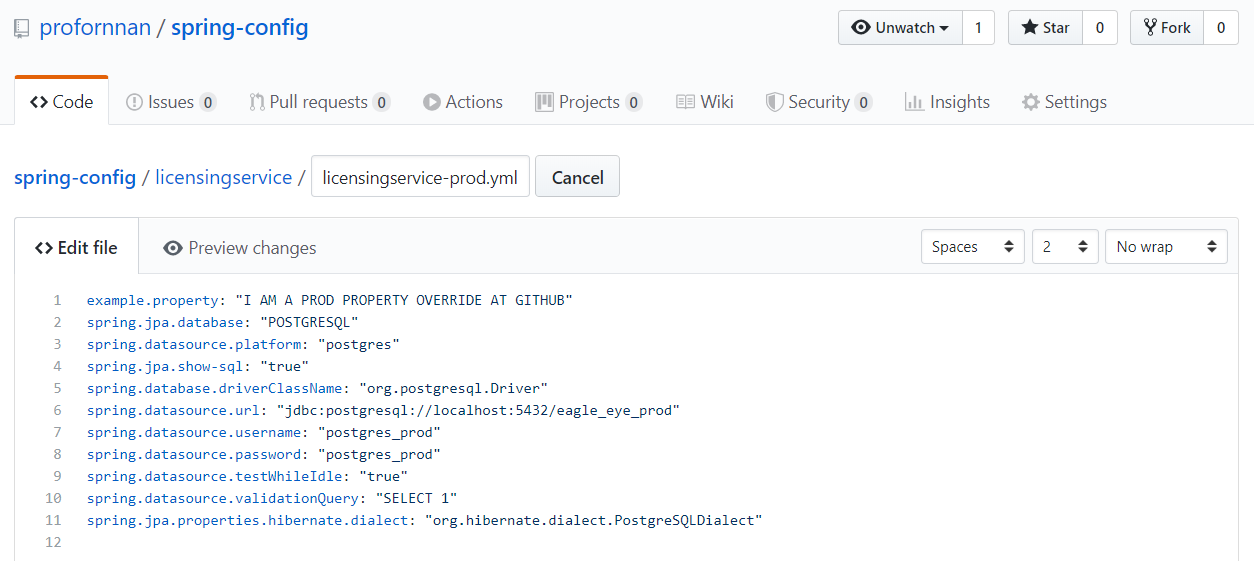 profornnan / spring-config
Unwatch 1 Star 0 Fork 0
Code Issues 0 Pull requests 0 Actions Projects 0 Wiki Security 0 Insights Settings
spring-config / licensingservice / licensingservice-prod.yml Cancel
Edit file Preview changes Spaces 2 No wrap
1 example.property: "I AM A PROD PROPERTY OVERRIDE AT GITHUB"
2 spring.jpa.database: "POSTGRESQL"
3 spring.datasource.platform: "postgres"
4 spring.jpa.show-sql: "true"
5 spring.database.driverClassName: "org.postgresql.Driver"
6 spring.datasource.url: "jdbc:postgresql://localhost:5432/eagle_eye_prod"
7 spring.datasource.username: "postgres_prod"
8 spring.datasource.password: "postgres_prod"
9 spring.datasource.testWhileIdle: "true"
10 spring.datasource.validationQuery: "SELECT 1"
11 spring.jpa.properties.hibernate.dialect: "org.hibernate.dialect.PostgreSQLDialect"
12